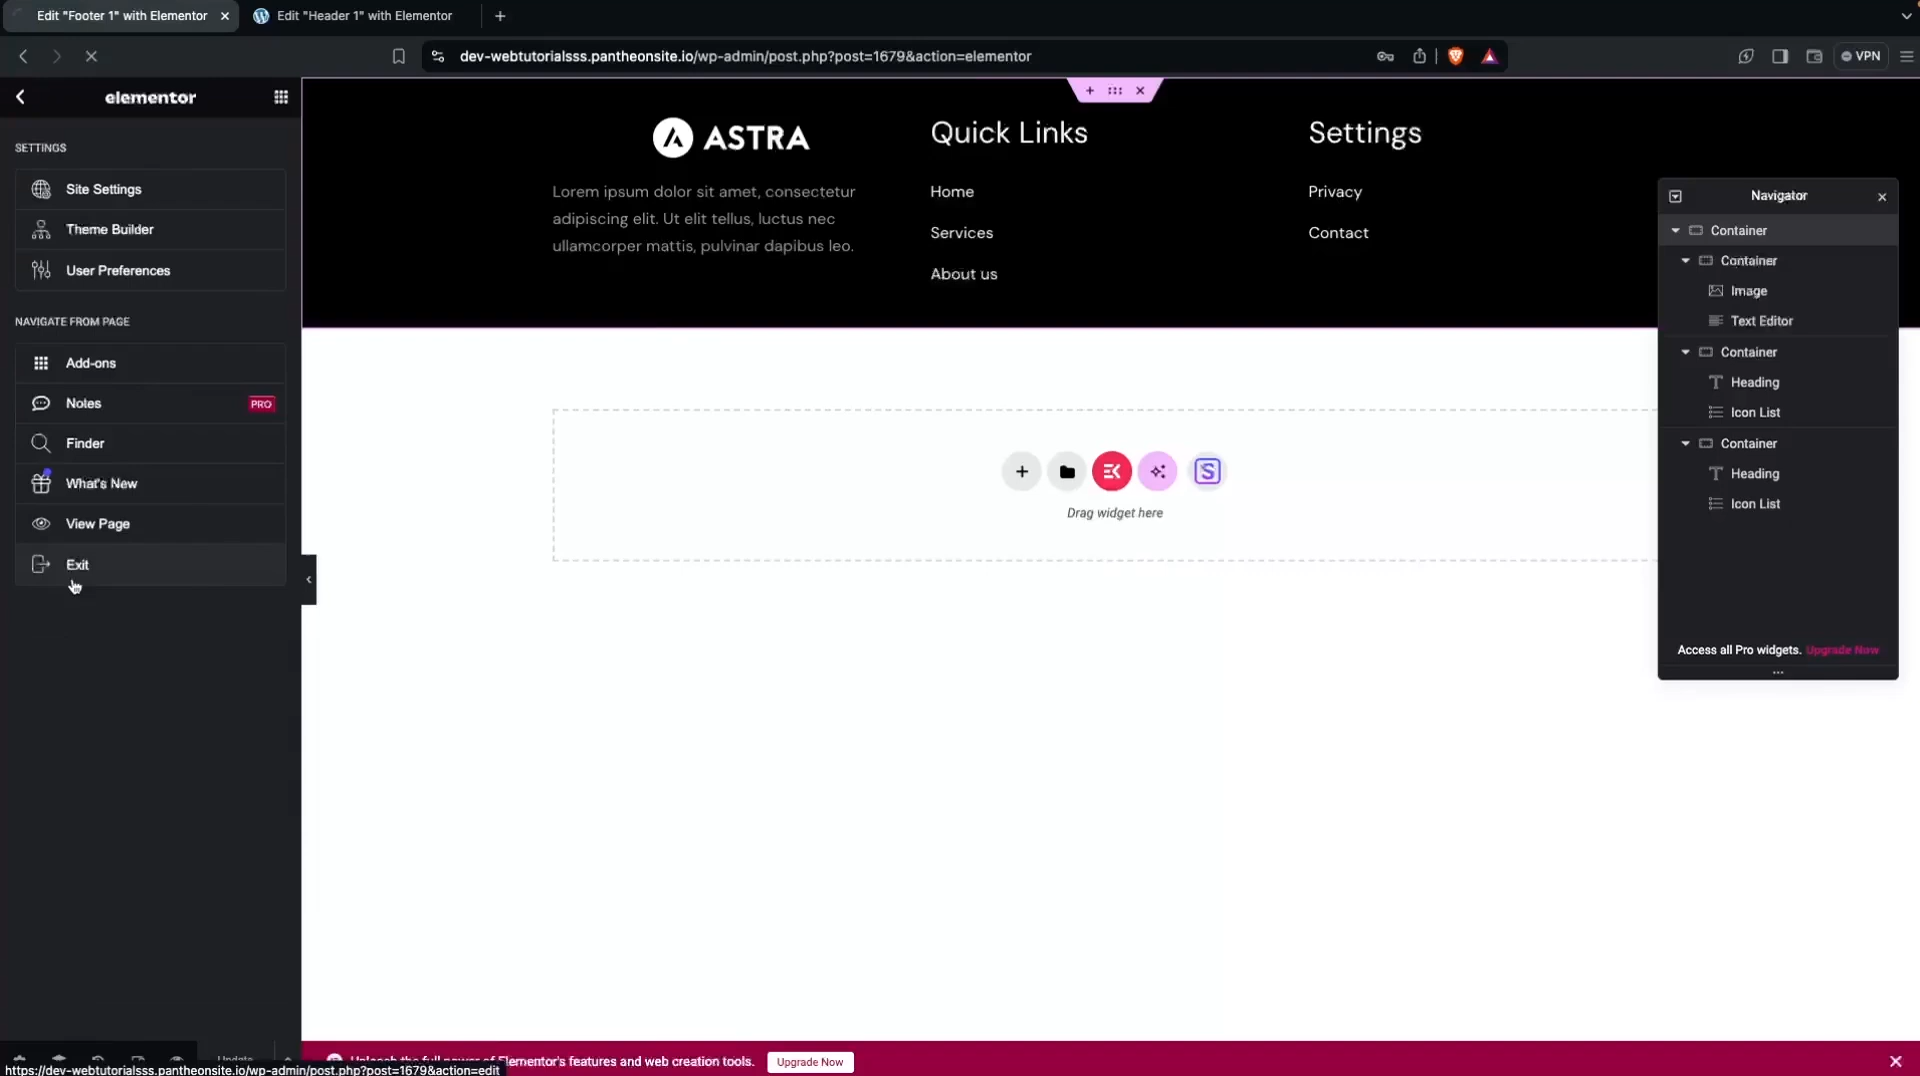 Edit "Footer 1" with Elementor
Edit "Header 1" with Elementor
dev-webtutorialsss.pantheonsite.io/wp-admin/post.php?post=1679&action=elementor
VPN
elementor
SETTINGS
Site Settings
Theme Builder
User Preferences
NAVIGATE FROM PAGE
Add-ons
Notes
PRO
Finder
What's New
View Page
Exit
ASTRA
Lorem ipsum dolor sit amet, consectetur
adipiscing elit. Ut elit tellus, luctus nec
ullamcorper mattis, pulvinar dapibus leo.
Quick Links
Home
Services
About us
Settings
Privacy
Contact
Drag widget here
Navigator
Container
Container
Image
Text Editor
Container
Heading
Icon List
Container
Heading
Icon List
Access all Pro widgets. Upgrade Now
Update
Unleash the full power of Elementor's features and web creation tools.
Upgrade Now
https://dev-webtutorialsss.pantheonsite.io/wp-admin/post.php?post=1679&action=edit